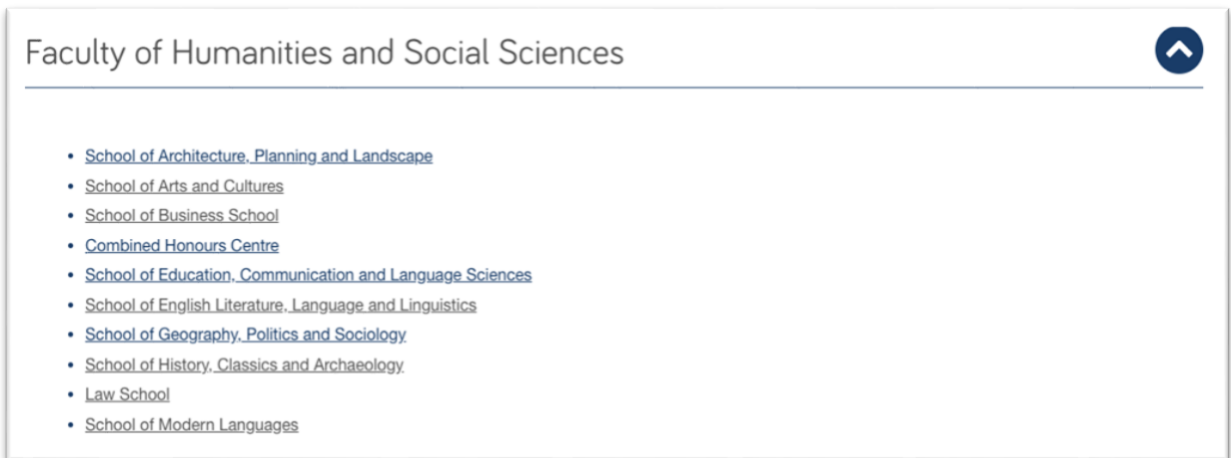 Faculty of Humanities and Social Sciences
School of Architecture, Planning and Landscape
School of Arts and Cultures
School of Business School
Combined Honours Centre
School of Education, Communication and Language Sciences
School of English Literature, Language and Linguistics
School of Geography, Politics and Sociology
School of History, Classics and Archaeology
Law School
School of Modern Languages